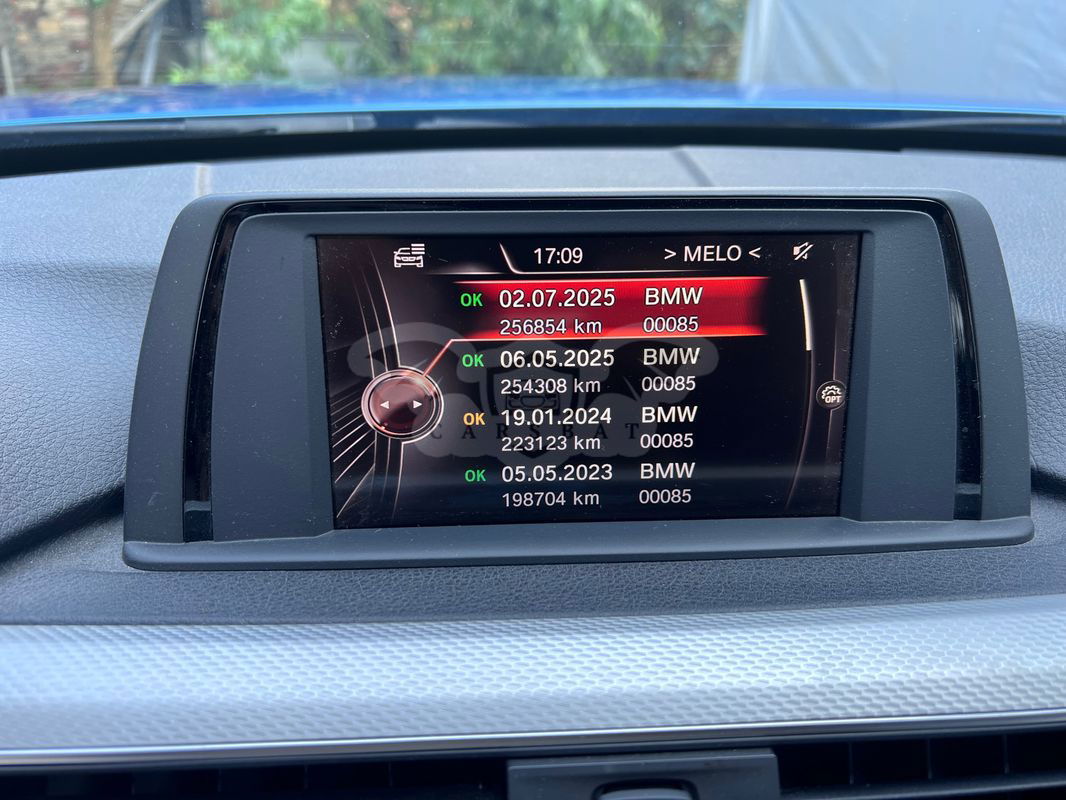 17:09 > MELO <
OK 02.07.2025 BMW
256854 km 00085
OK 06.05.2025 BMW
254308 km 00085
OK 19.01.2024 BMW
223123 km 00085
OK 05.05.2023 BMW
198704 km 00085
OPT
CARSBAT